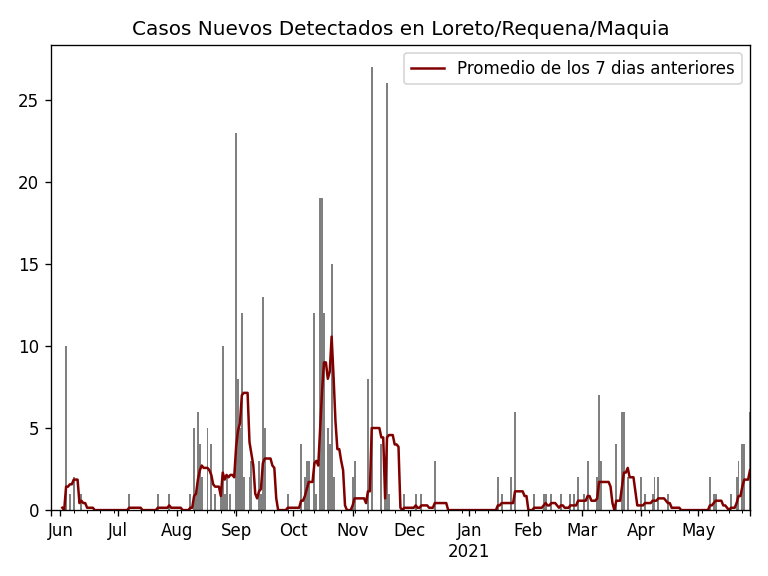 Casos Nuevos Detectados en Loreto/Requena/Maquia
Promedio de los 7 dias anteriores
25
20
15
10
5
0
Jun Jul Aug Sep Oct Nov Dec Jan Feb Mar Apr May
2021